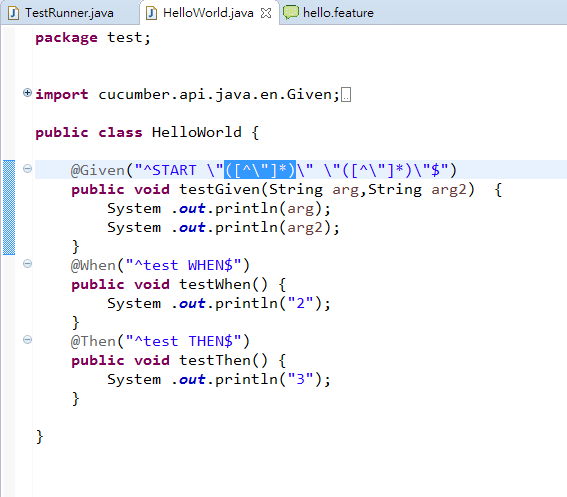 TestRunner.java HelloWorld.java hello.feature
package test;
import cucumber.api.java.en.Given;
public class HelloWorld {
@Given("^START \"([^\"]*)\" \"([^\"]*)\"$")
public void testGiven(String arg,String arg2)  {
System .out.println(arg);
System .out.println(arg2);
}
@When("^test WHEN$")
public void testWhen() {
System .out.println("2");
}
@Then("^test THEN$")
public void testThen() {
System .out.println("3");
}
}